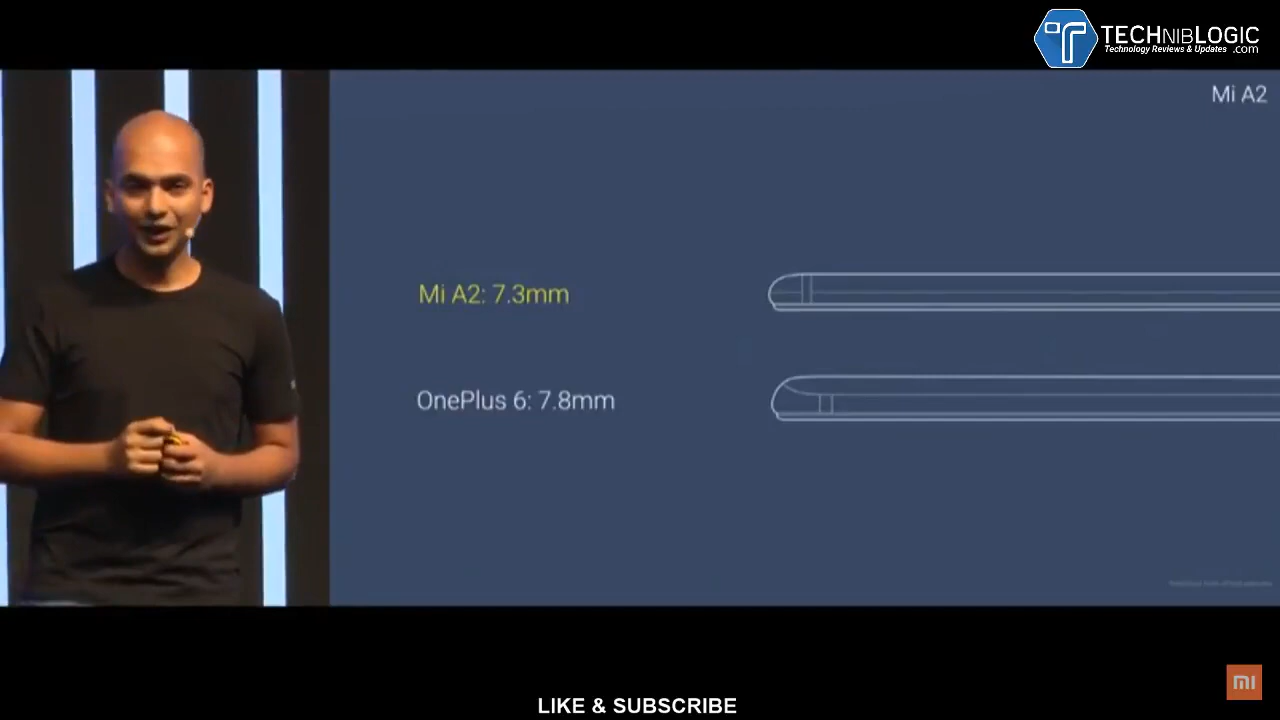 TECHNIBLOGIC
Technology Reviews & Updates .com
Mi A2
Mi A2: 7.3mm
OnePlus 6: 7.8mm
mi
LIKE & SUBSCRIBE